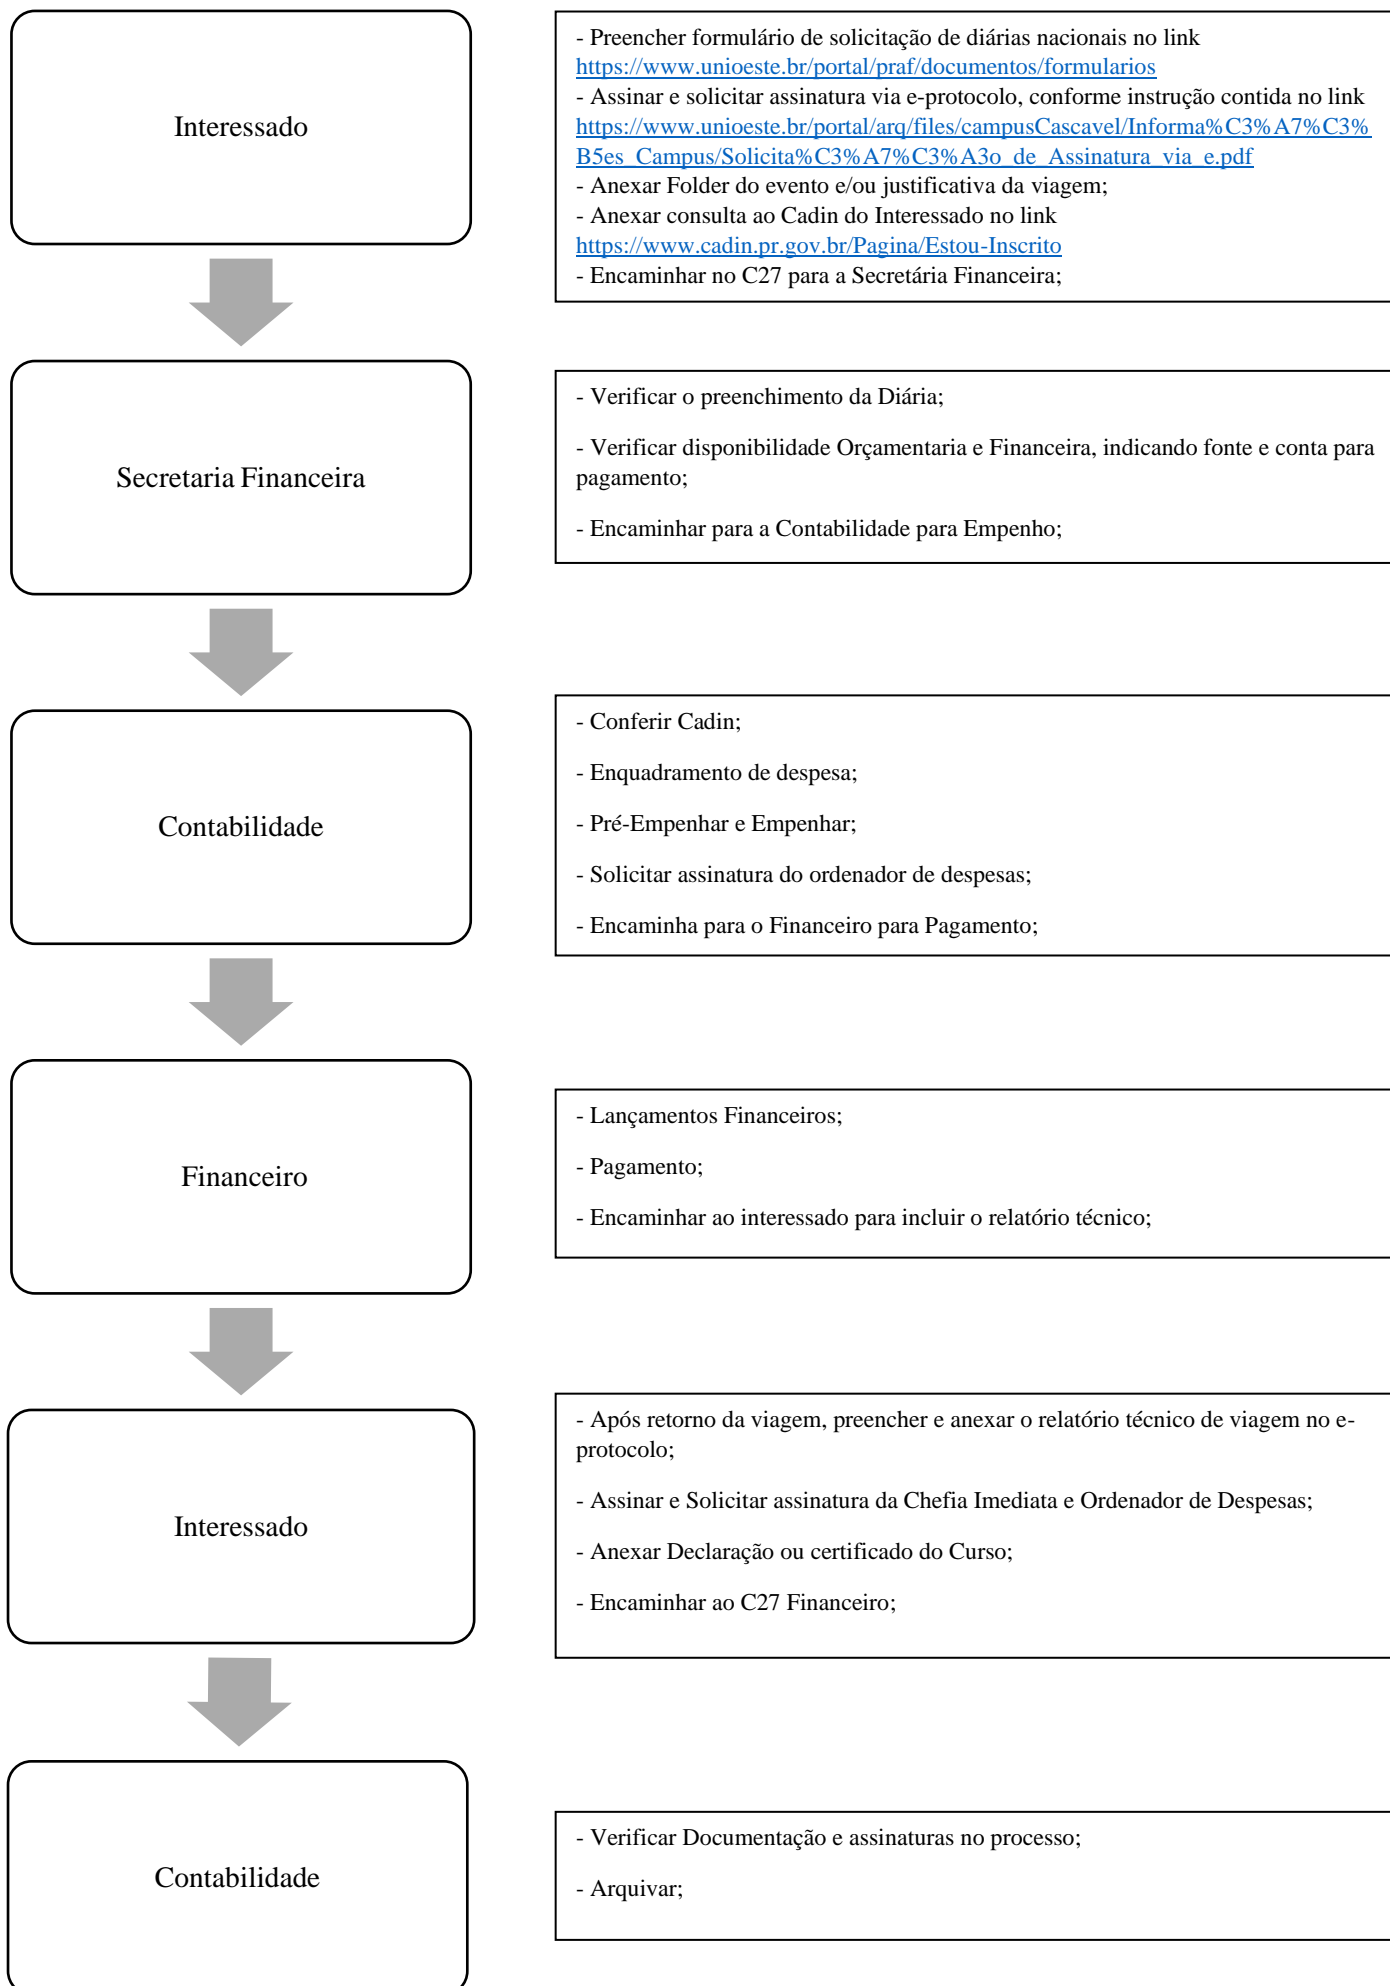 Interessado
- Preencher formulário de solicitação de diárias nacionais no link
https://www.unioeste.br/portal/praf/documentos/formularios
- Assinar e solicitar assinatura via e-protocolo, conforme instrução contida no link
https://www.unioeste.br/portal/arq/files/campusCascavel/Informa%C3%A7%C3%
B5es_Campus/Solicita%C3%A7%C3%A3o_de_Assinatura_via_e.pdf
- Anexar Folder do evento e/ou justificativa da viagem;
- Anexar consulta ao Cadin do Interessado no link
https://www.cadin.pr.gov.br/Pagina/Estou-Inscrito
- Encaminhar no C27 para a Secretária Financeira;
Secretaria Financeira
- Verificar o preenchimento da Diária;
- Verificar disponibilidade Orçamentaria e Financeira, indicando fonte e conta para
pagamento;
- Encaminhar para a Contabilidade para Empenho;
Contabilidade
- Conferir Cadin;
- Enquadramento de despesa;
- Pré-Empenhar e Empenhar;
- Solicitar assinatura do ordenador de despesas;
- Encaminha para o Financeiro para Pagamento;
Financeiro
- Lançamentos Financeiros;
- Pagamento;
- Encaminhar ao interessado para incluir o relatório técnico;
Interessado
- Após retorno da viagem, preencher e anexar o relatório técnico de viagem no e-
protocolo;
- Assinar e Solicitar assinatura da Chefia Imediata e Ordenador de Despesas;
- Anexar Declaração ou certificado do Curso;
- Encaminhar ao C27 Financeiro;
Contabilidade
- Verificar Documentação e assinaturas no processo;
- Arquivar;